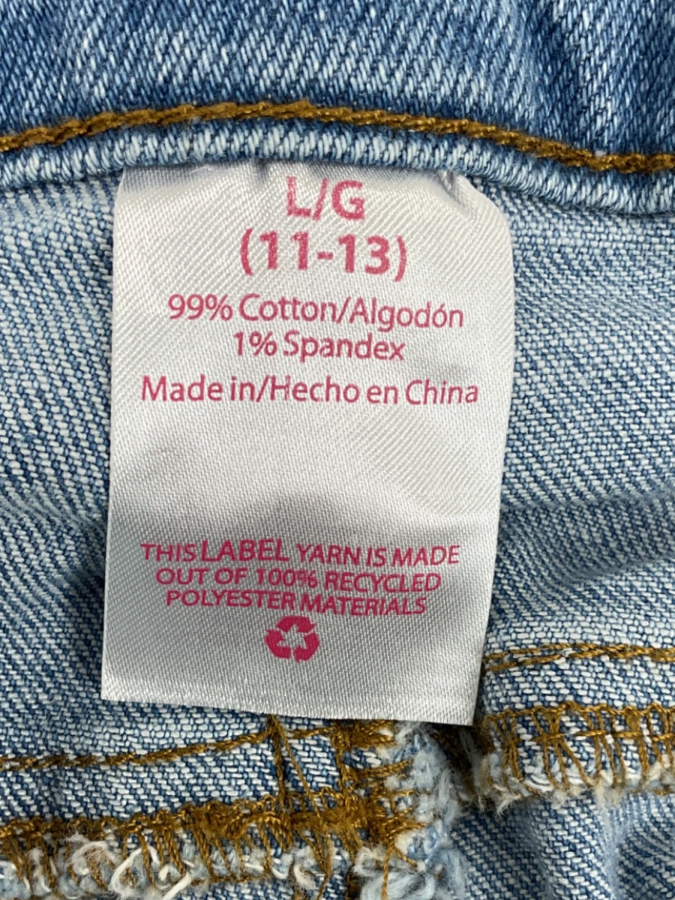 L/G
(11-13)
99% Cotton/Algodón
1% Spandex
Made in/Hecho en China
THIS LABEL YARN IS MADE
OUT OF 100% RECYCLED
POLYESTER MATERIALS